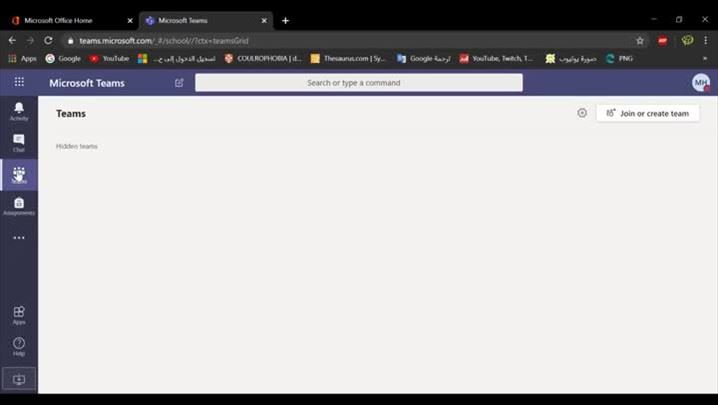 Microsoft Office Home
Microsoft Teams
teams.microsoft.com/_#/school//?ctx=teamsGrid
Apps
Google
YouTube
تسجيل الدخول إلى ح...
COULROPHOBIA | d...
Thesaurus.com | Sy...
ترجمة Google
YouTube, Twitch, T...
صورة يوتيوب
PNG
»
Microsoft Teams
Search or type a command
MH
Activity
Chat
Teams
Assignments
Apps
Help
Teams
Join or create team
Hidden teams